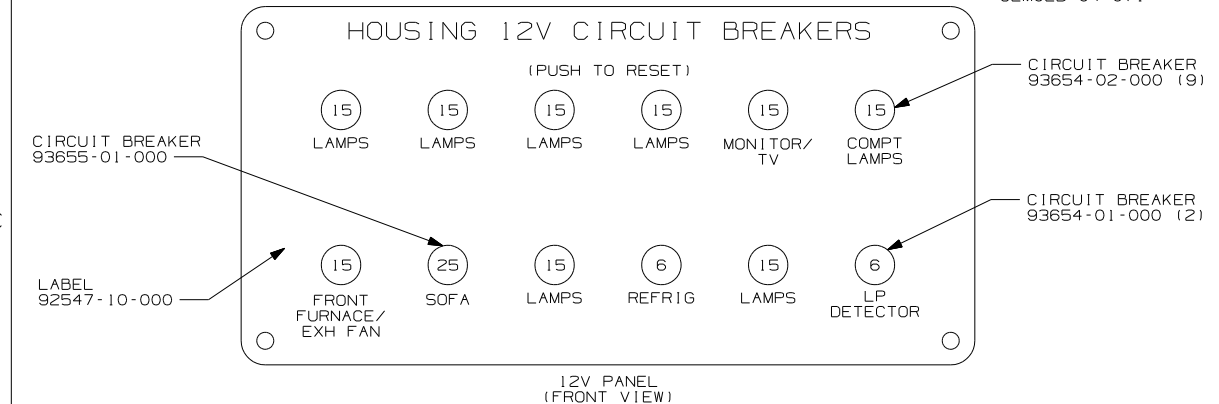 HOUSING 12V CIRCUIT BREAKERS
(PUSH TO RESET)
CIRCUIT BREAKER
93654-02-000 (9)
15 15 15 15 15 15
LAMPS LAMPS LAMPS LAMPS MONITOR/ TV COMPT LAMPS
CIRCUIT BREAKER
93655-01-000
CIRCUIT BREAKER
93654-01-000 (2)
15 25 15 6 15 6
FRONT FURNACE/ EXH FAN SOFA LAMPS REFRIG LAMPS LP DETECTOR
LABEL
92547-10-000
12V PANEL
(FRONT VIEW)